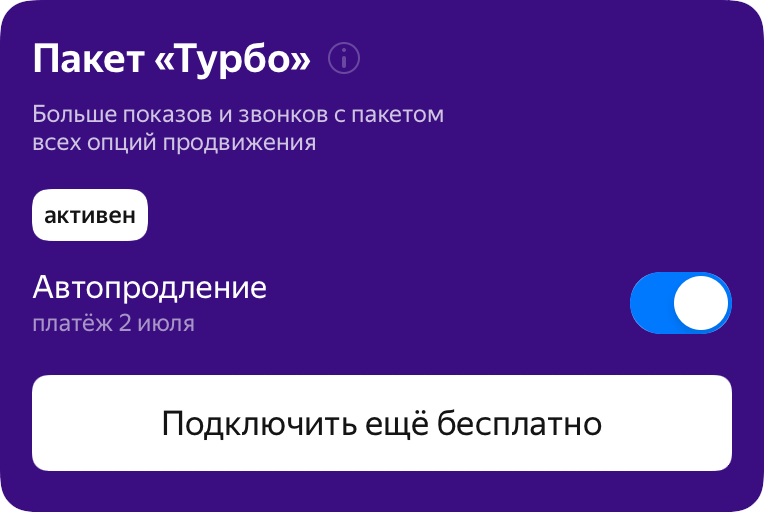 Пакет «Турбо»
Больше показов и звонков с пакетом
всех опций продвижения
активен
Автопродление
платёж 2 июля
Подключить ещё бесплатно